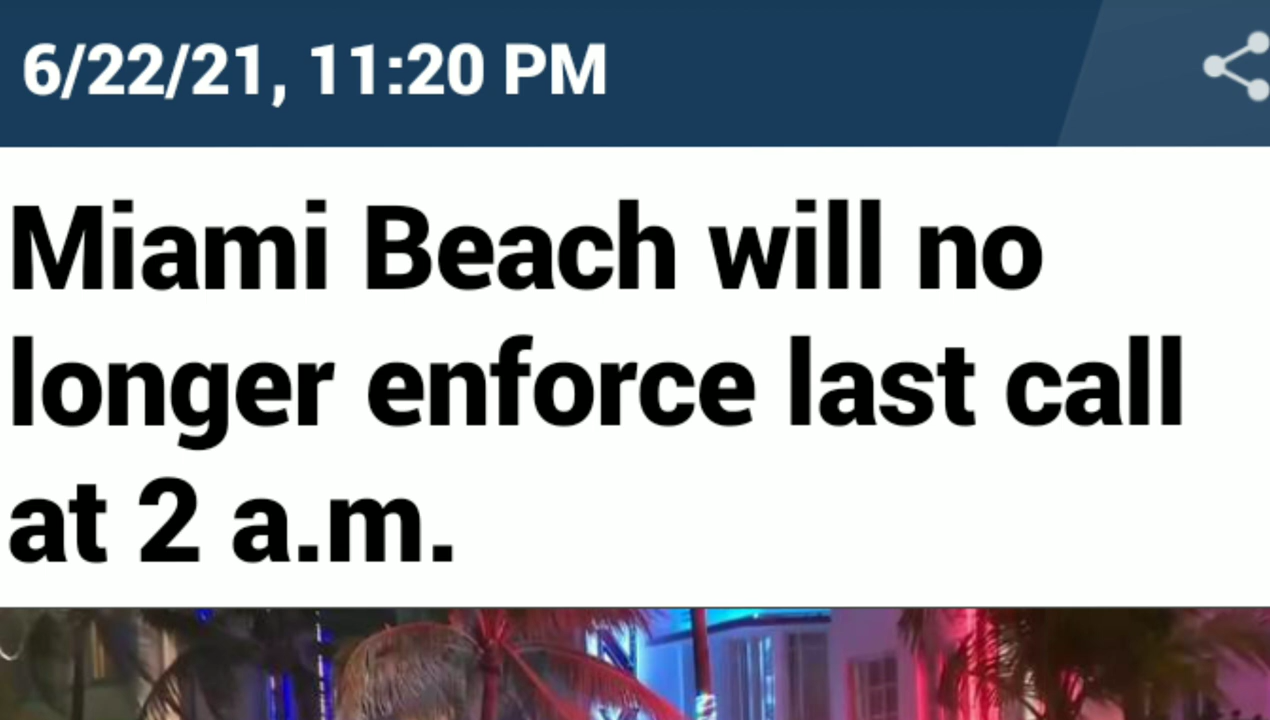 6/22/21, 11:20 PM
Miami Beach will no
longer enforce last call
at 2 a.m.